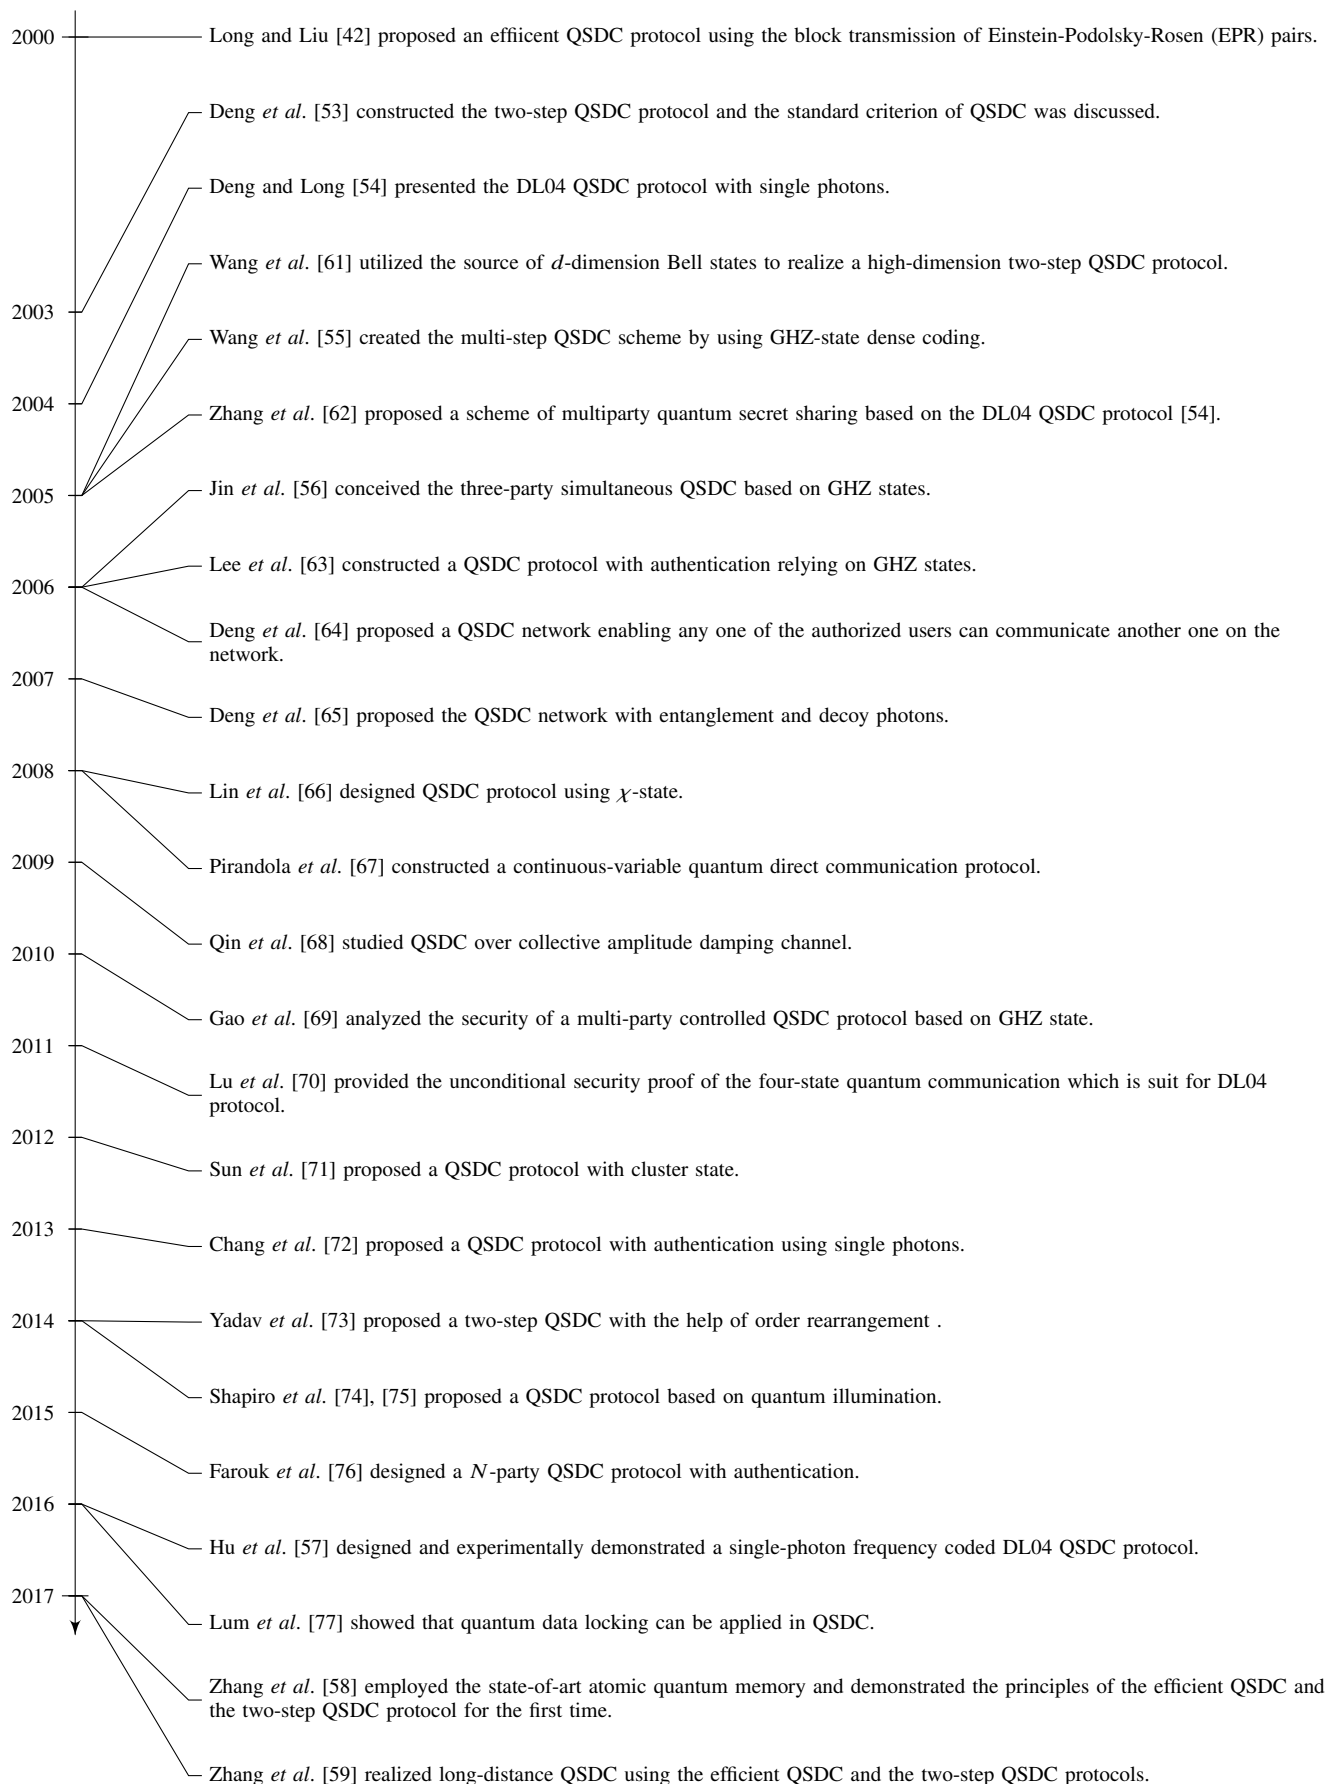 2000
Long and Liu [42] proposed an effiicent QSDC protocol using the block transmission of Einstein-Podolsky-Rosen (EPR) pairs.
Deng et al. [53] constructed the two-step QSDC protocol and the standard criterion of QSDC was discussed.
Deng and Long [54] presented the DL04 QSDC protocol with single photons.
Wang et al. [61] utilized the source of d-dimension Bell states to realize a high-dimension two-step QSDC protocol.
2003
Wang et al. [55] created the multi-step QSDC scheme by using GHZ-state dense coding.
2004
Zhang et al. [62] proposed a scheme of multiparty quantum secret sharing based on the DL04 QSDC protocol [54].
Jin et al. [56] conceived the three-party simultaneous QSDC based on GHZ states.
2005
Lee et al. [63] constructed a QSDC protocol with authentication relying on GHZ states.
2006
Deng et al. [64] proposed a QSDC network enabling any one of the authorized users can communicate another one on the
network.
2007
Deng et al. [65] proposed the QSDC network with entanglement and decoy photons.
2008
Lin et al. [66] designed QSDC protocol using χ-state.
2009
Pirandola et al. [67] constructed a continuous-variable quantum direct communication protocol.
Qin et al. [68] studied QSDC over collective amplitude damping channel.
2010
Gao et al. [69] analyzed the security of a multi-party controlled QSDC protocol based on GHZ state.
2011
Lu et al. [70] provided the unconditional security proof of the four-state quantum communication which is suit for DL04
protocol.
2012
Sun et al. [71] proposed a QSDC protocol with cluster state.
2013
Chang et al. [72] proposed a QSDC protocol with authentication using single photons.
2014
Yadav et al. [73] proposed a two-step QSDC with the help of order rearrangement .
Shapiro et al. [74], [75] proposed a QSDC protocol based on quantum illumination.
2015
Farouk et al. [76] designed a N-party QSDC protocol with authentication.
2016
Hu et al. [57] designed and experimentally demonstrated a single-photon frequency coded DL04 QSDC protocol.
2017
Lum et al. [77] showed that quantum data locking can be applied in QSDC.
Zhang et al. [58] employed the state-of-art atomic quantum memory and demonstrated the principles of the efficient QSDC and
the two-step QSDC protocol for the first time.
Zhang et al. [59] realized long-distance QSDC using the efficient QSDC and the two-step QSDC protocols.